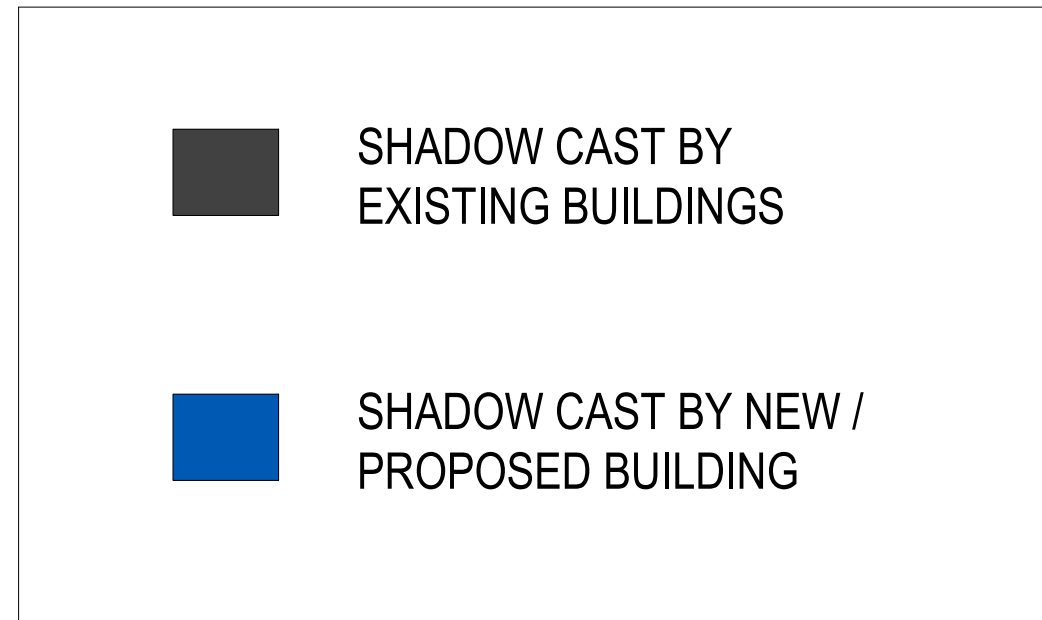 SHADOW CAST BY
EXISTING BUILDINGS
SHADOW CAST BY NEW /
PROPOSED BUILDING